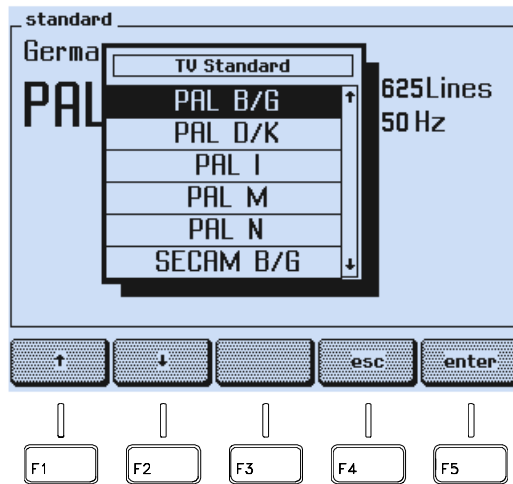 standard
Germa
TV Standard
PAL
PAL B/G
PAL D/K
PAL I
PAL M
PAL N
SECAM B/G
625Lines
50 Hz
↑ ↓ esc enter
F1 F2 F3 F4 F5